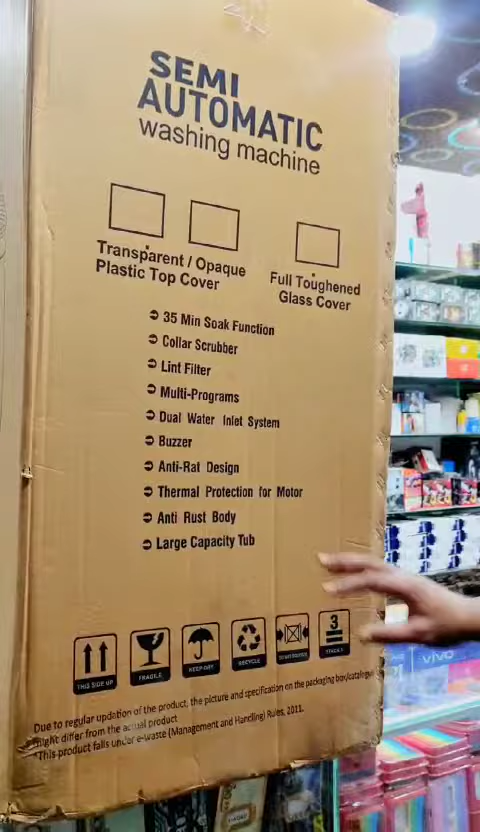 SEMI
AUTOMATIC
washing machine
Transparent / Opaque
Plastic Top Cover
Full Toughened
Glass Cover
35 Min Soak Function
Collar Scrubber
Lint Filter
Multi-Programs
Dual Water Inlet System
Buzzer
Anti-Rat Design
Thermal Protection for Motor
Anti Rust Body
Large Capacity Tub
THIS SIDE UP
FRAGILE
KEEP DRY
RECYCLE
3
Due to regular updation of the product, the picture and specification on the packaging box/catalogue
might differ from the actual product
*This product falls under e-waste (Management and Handling) Rules, 2011.
vivo